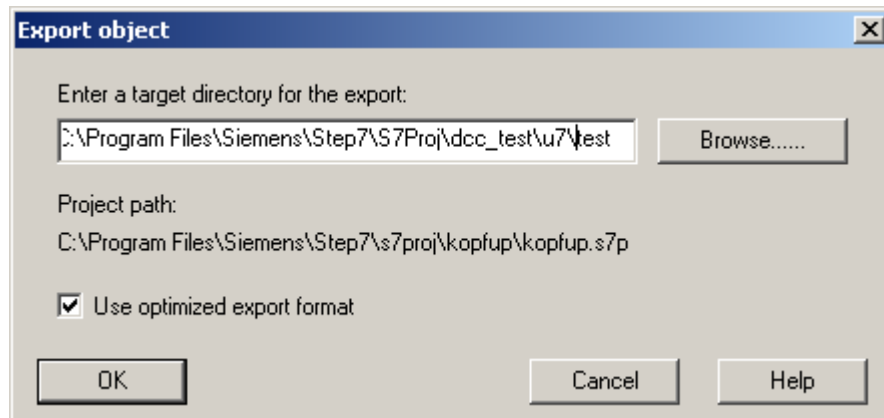 Export object
Enter a target directory for the export:
C:\Program Files\Siemens\Step7\S7Proj\dcc_test\u7\test
Browse......
Project path:
C:\Program Files\Siemens\Step7\s7proj\kopfup\kopfup.s7p
Use optimized export format
OK
Cancel
Help